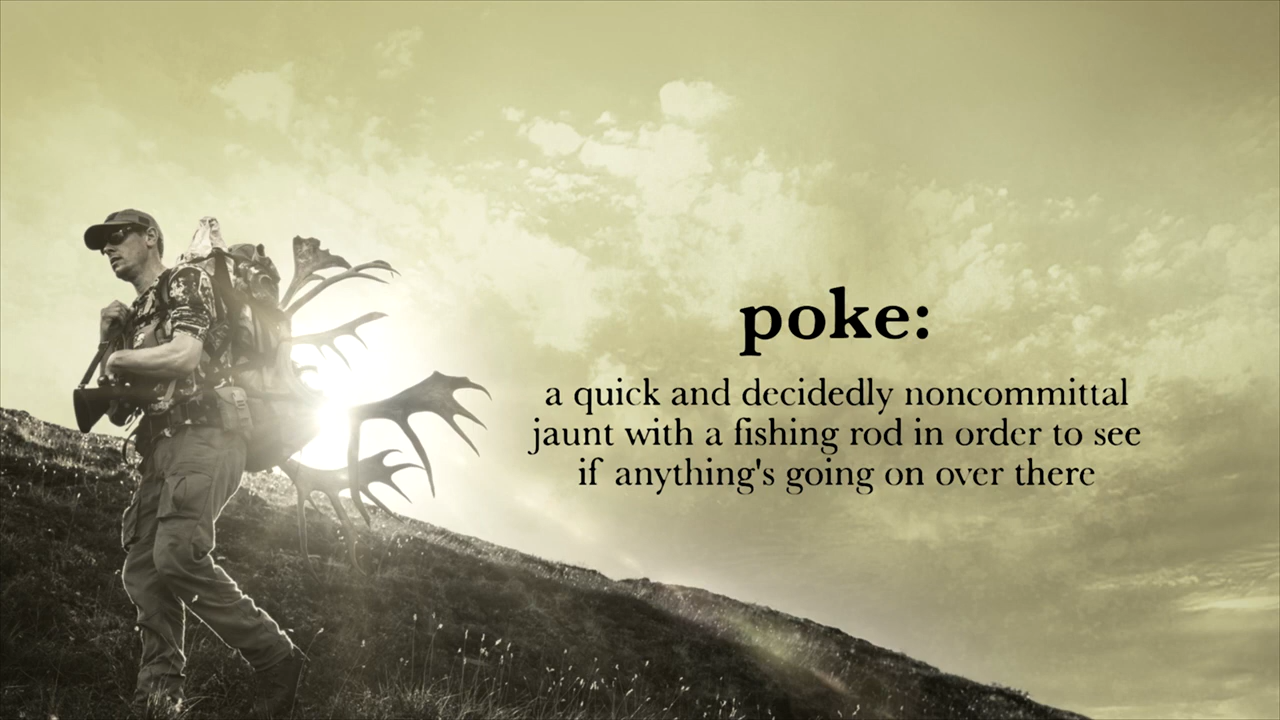 poke:
a quick and decidedly noncommittal
jaunt with a fishing rod in order to see
if anything's going on over there